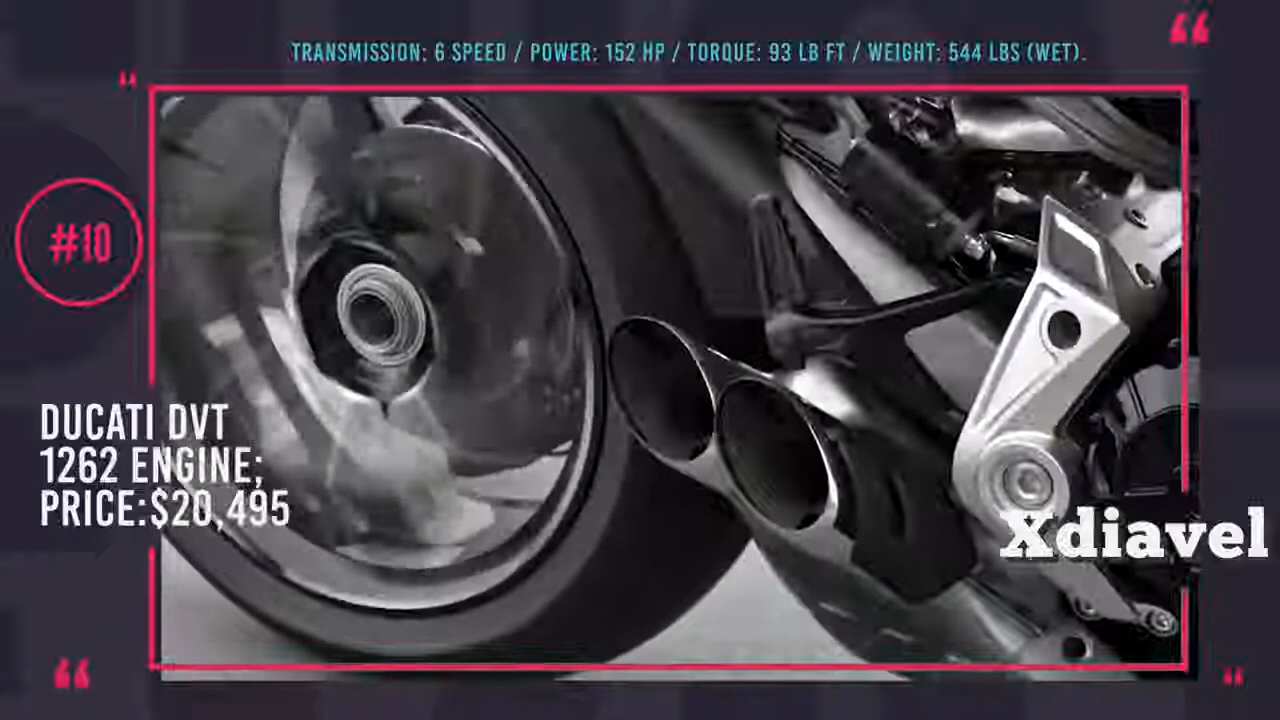 TRANSMISSION: 6 SPEED / POWER: 152 HP / TORQUE: 93 LB FT / WEIGHT: 544 LBS (WET).
#10
DUCATI DVT
1262 ENGINE;
PRICE:$20,495
Xdiavel